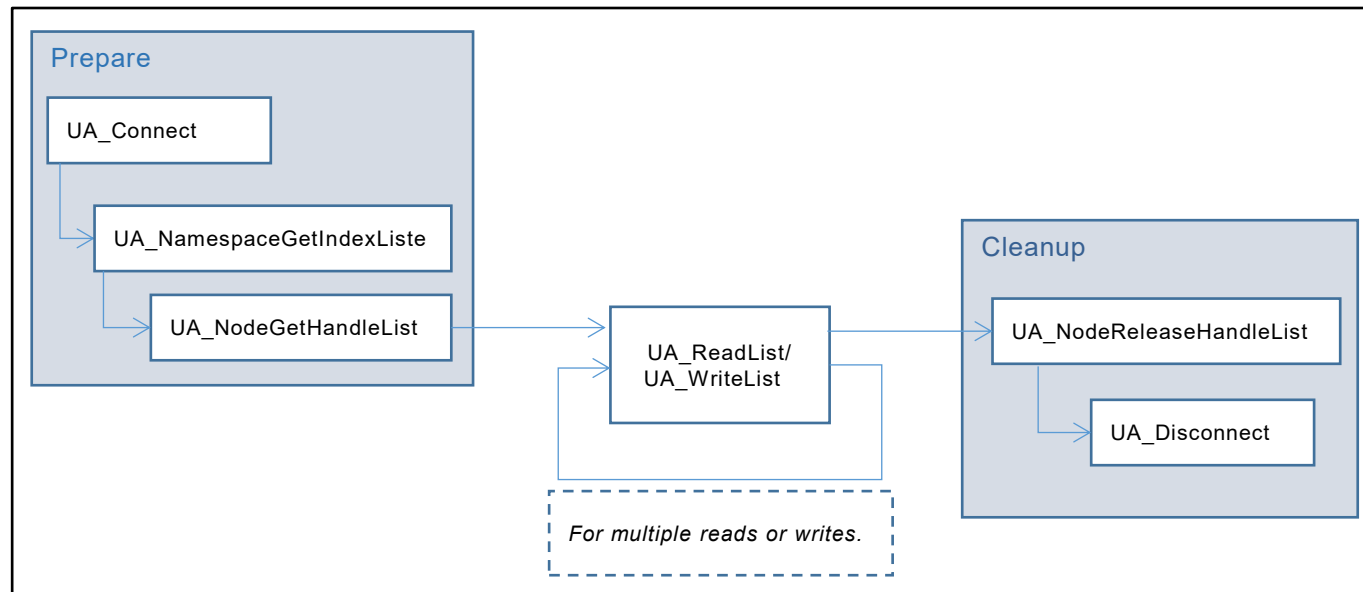 Prepare
UA_Connect
UA_NamespaceGetIndexListe
UA_NodeGetHandleList
UA_ReadList/
UA_WriteList
For multiple reads or writes.
Cleanup
UA_NodeReleaseHandleList
UA_Disconnect